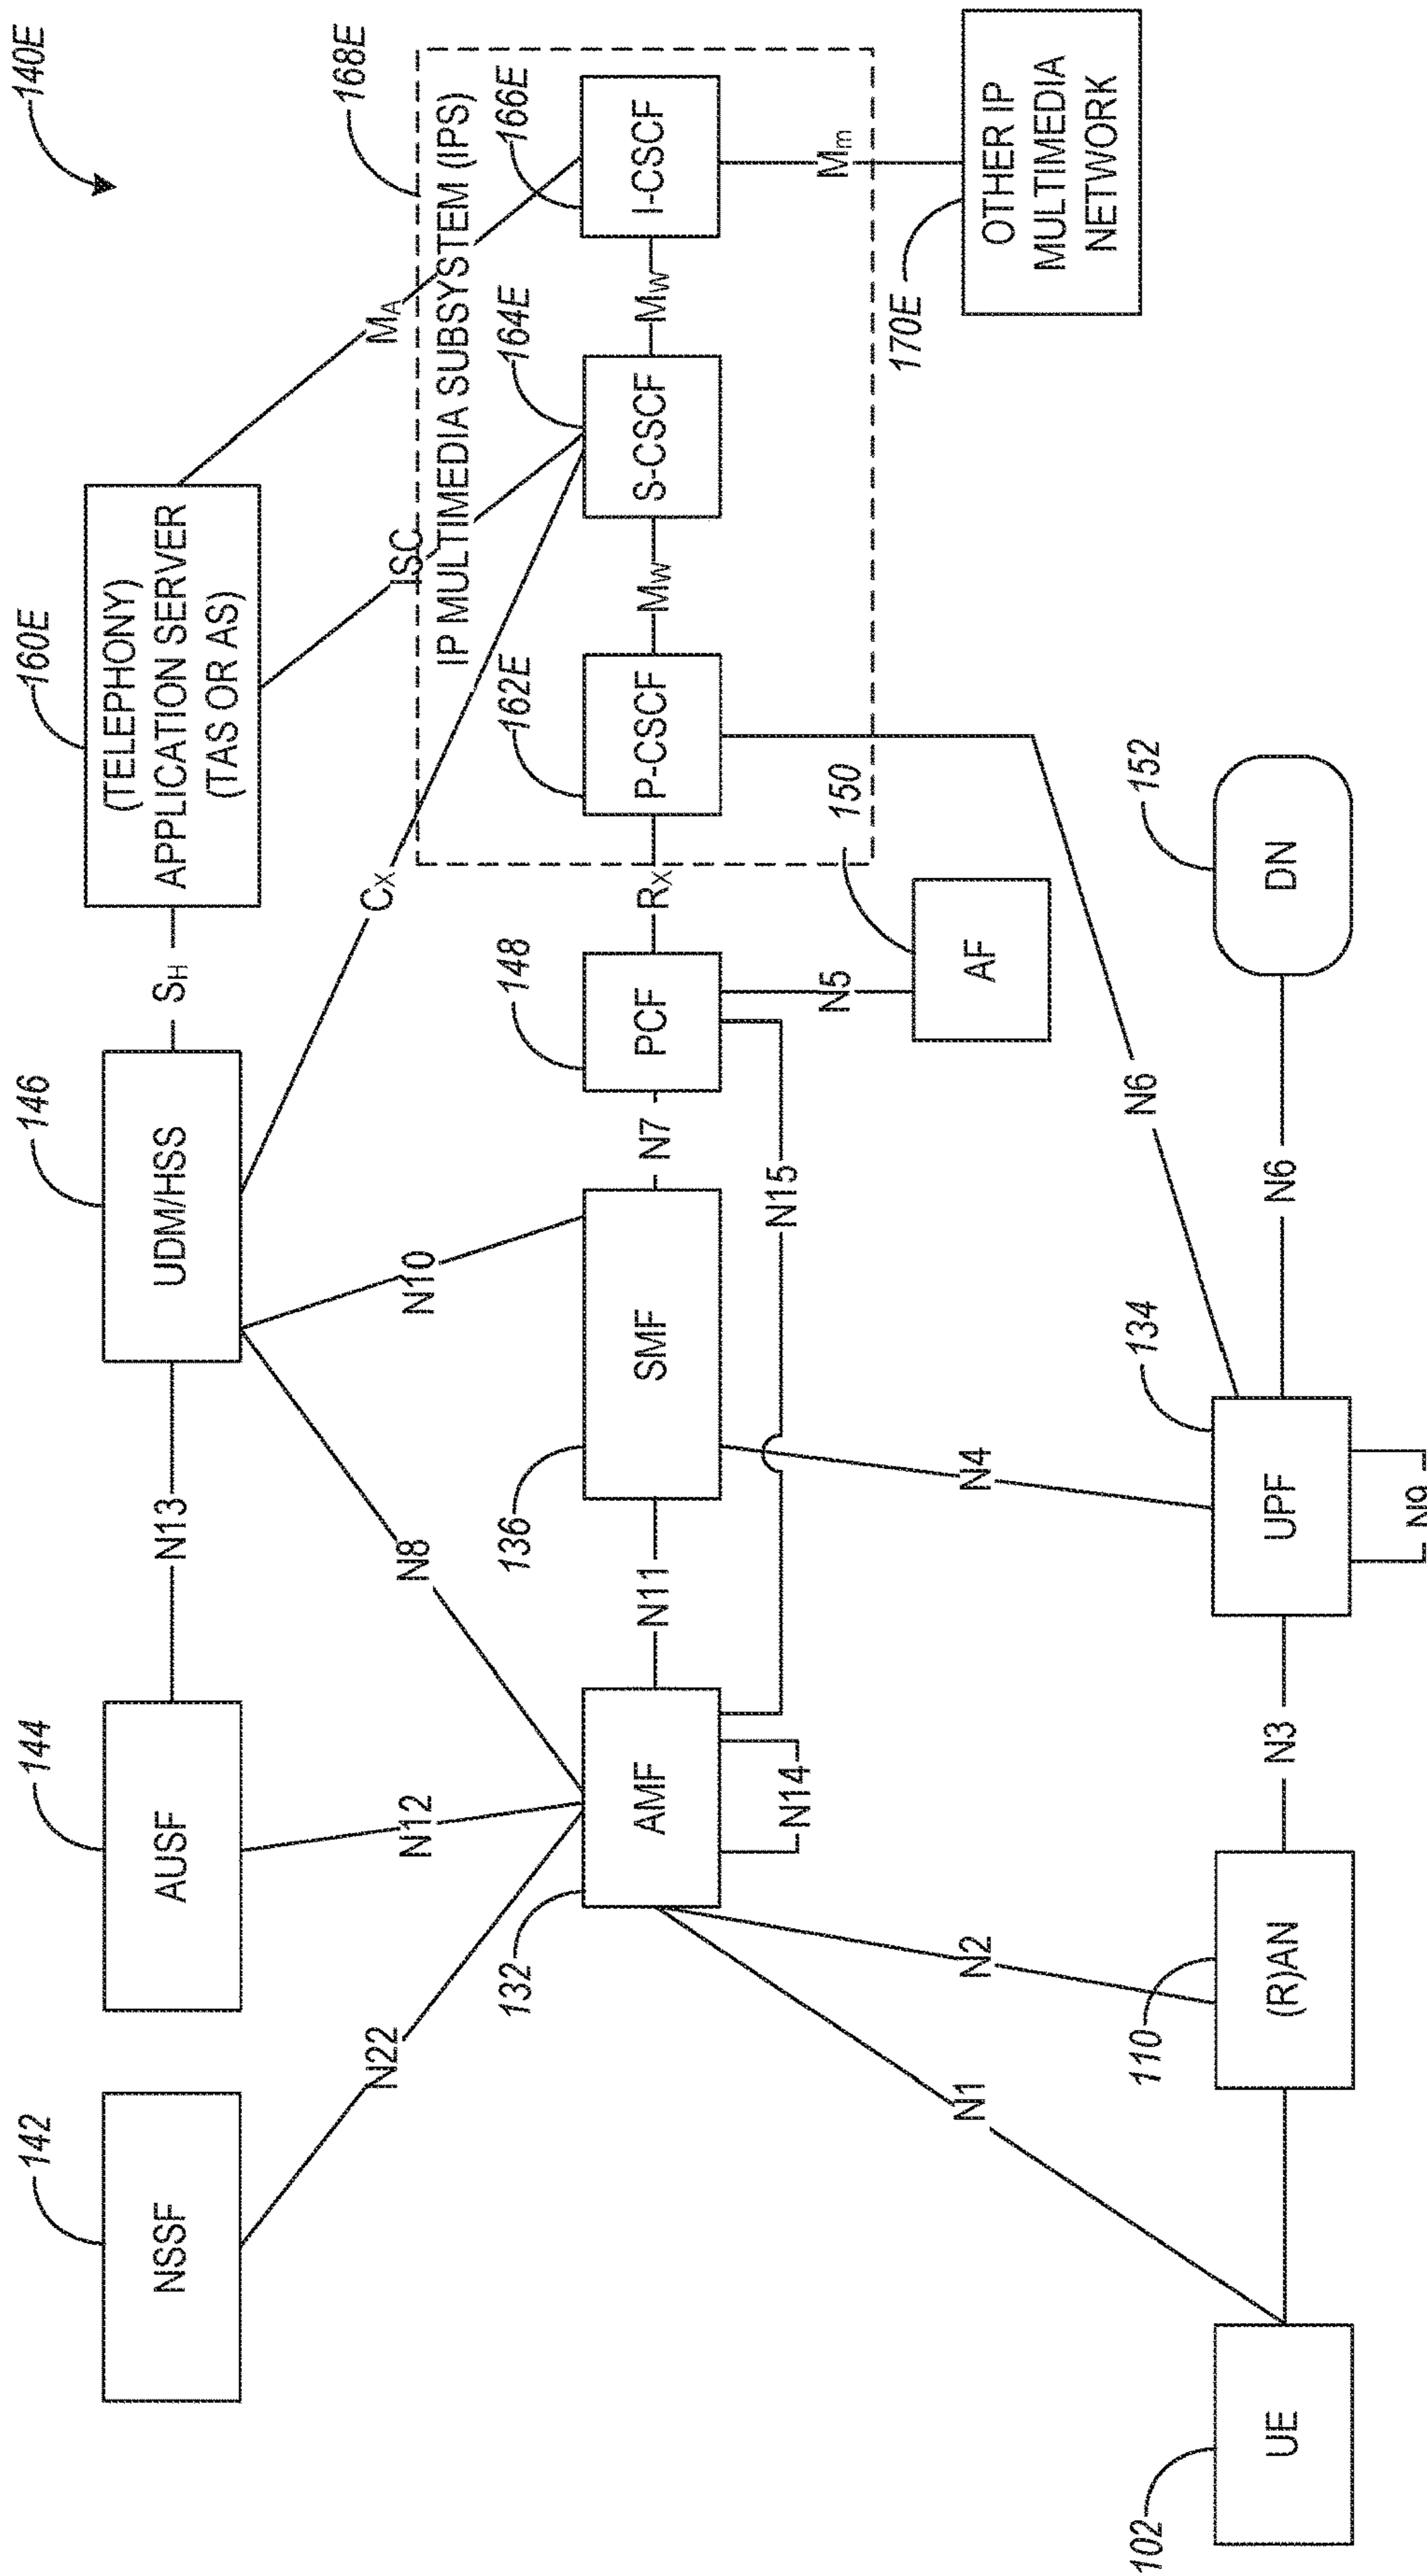 140E
142
144
146
160E
NSSF
AUSF
N13
UDM/HSS
SH
(TELEPHONY)
APPLICATION SERVER
(TAS OR AS)
168E
N22
N12
N8
N10
CX
ISC
MA
IP MULTIMEDIA SUBSYSTEM (IPS)
132
136
148
162E
164E
166E
AMF
N11
SMF
N7
PCF
RX
P-CSCF
MW
S-CSCF
MW
I-CSCF
N14
N15
N5
150
Mm
AF
170E
OTHER IP
MULTIMEDIA
NETWORK
N1
N2
N4
N6
102
110
134
152
UE
(R)AN
N3
UPF
N6
DN
N9